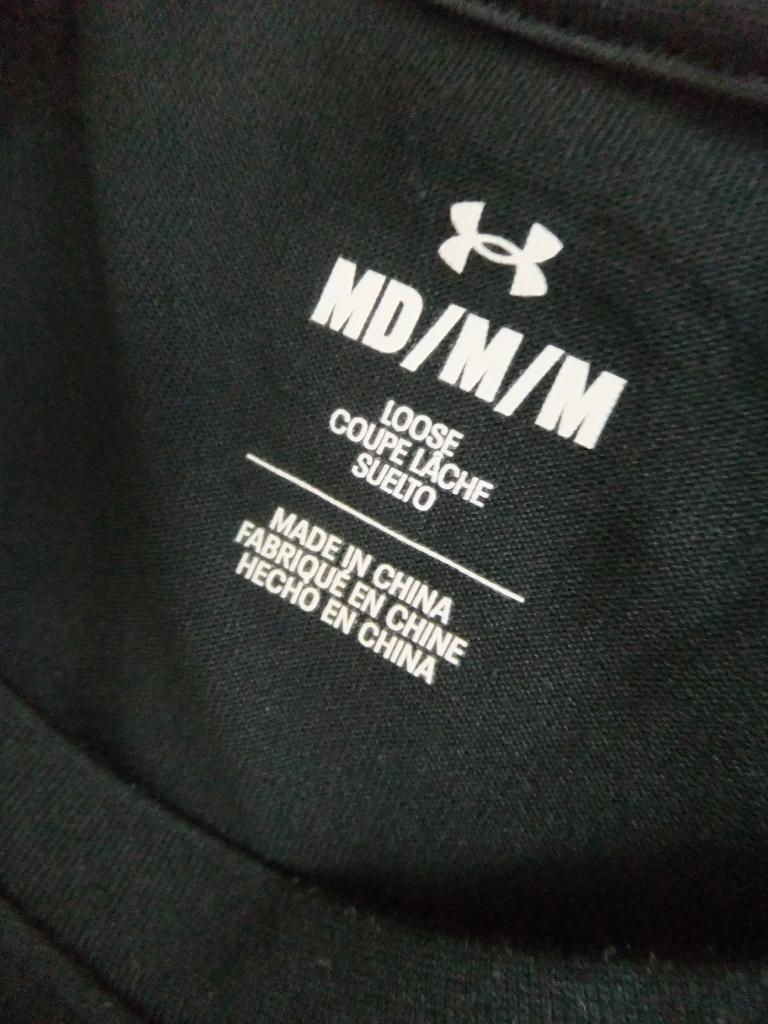 MD/M/M
LOOSE
COUPE LÂCHE
SUELTO
MADE IN CHINA
FABRIQUÉ EN CHINE
HECHO EN CHINA